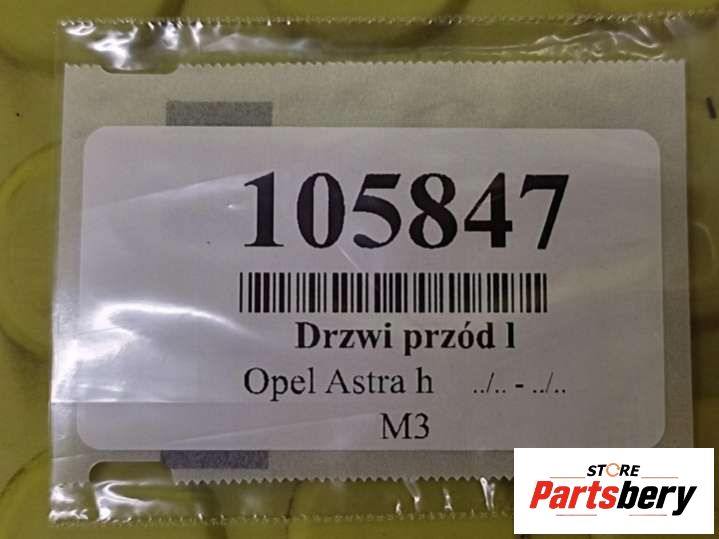 105847
Drzwi przód l
Opel Astra h ../.. - ../..
M3
STORE
Partsbery